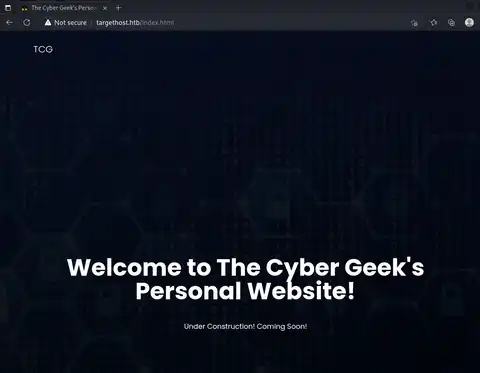 The Cyber Geek's Person
Not secure targethost.htb/index.html
TCG
Welcome to The Cyber Geek's
Personal Website!
Under Construction! Coming Soon!